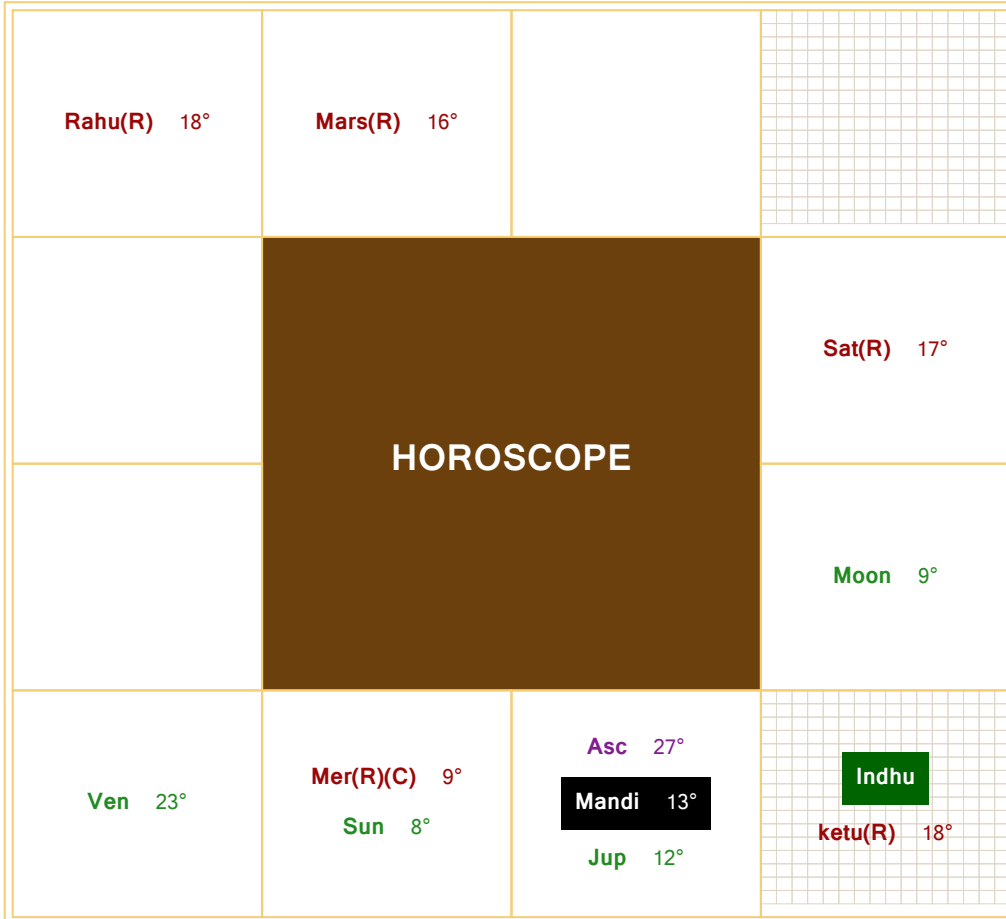 Rahu(R) 18°
Mars(R) 16°
Sat(R) 17°
HOROSCOPE
Moon 9°
Ven 23°
Mer(R)(C) 9°
Sun 8°
Asc 27°
Mandi 13°
Jup 12°
Indhu
ketu(R) 18°